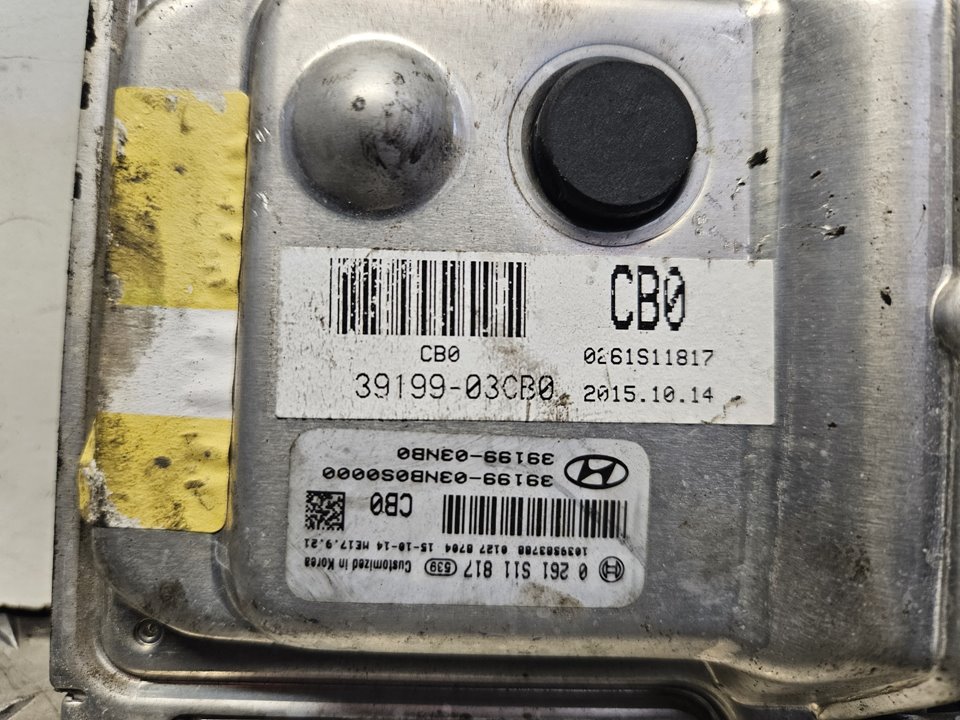 CB0
CB0
0261S11817
39199-03CB0
2015.10.14
0 261 S11 817 539 Customized in Korea
1039S83788 0127 8704 15-10-14 ME17.9.21
CB0
39199-03NB0S0000
39199-03NB0